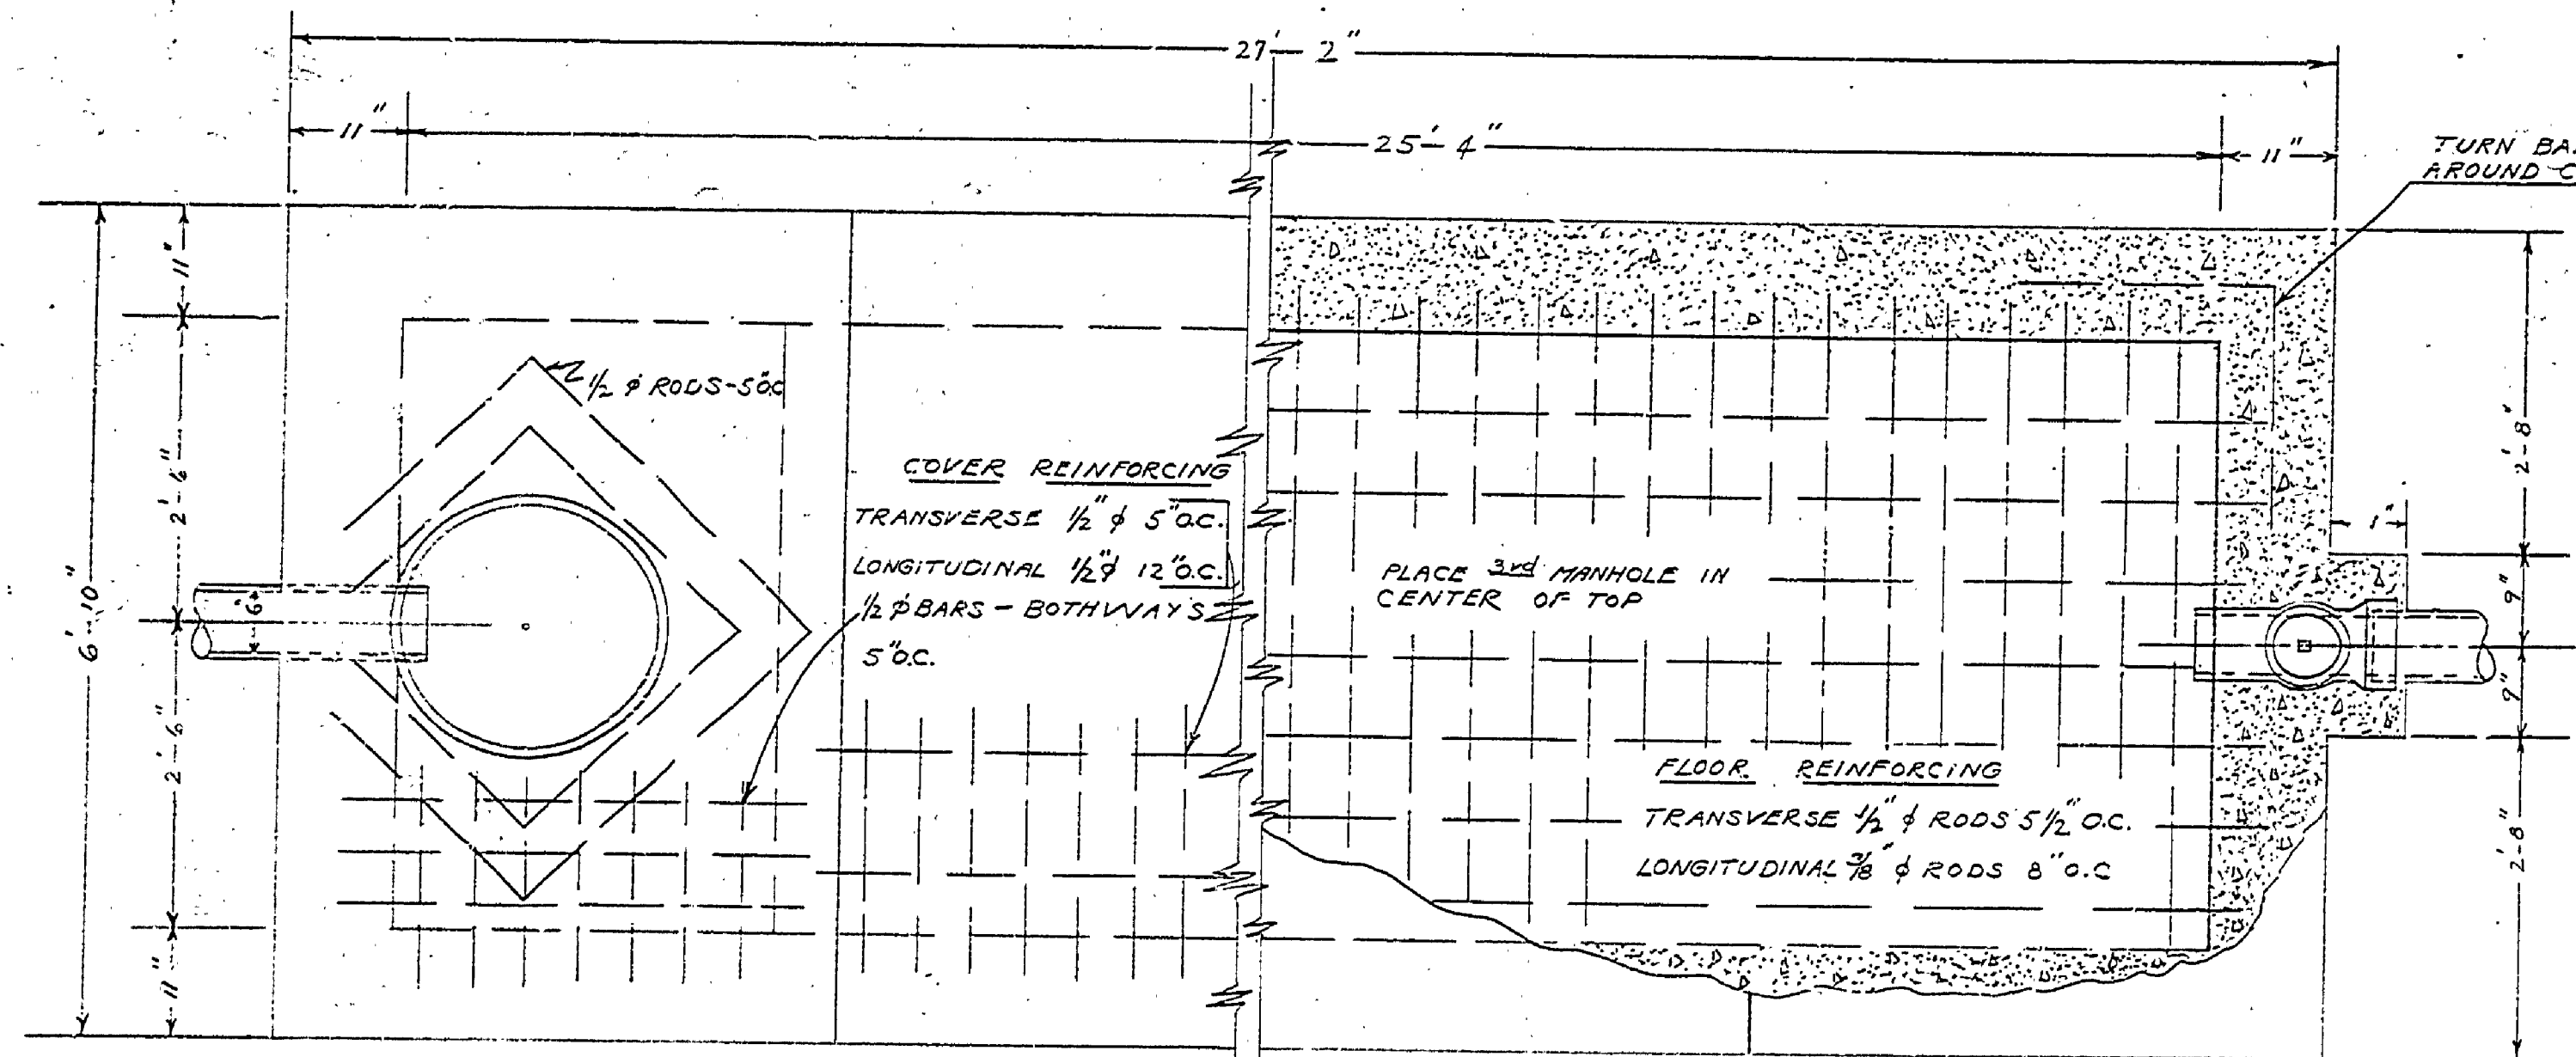 27'-2"
11"
25'-4"
11"
TURN
AROUND
11"
2'-6"
6'-10"
2'-6"
11"
6"
1/2 ϕ RODS-5"O.C
COVER REINFORCING
TRANSVERSE 1/2" ϕ 5"O.C.
LONGITUDINAL 1/2"ϕ 12"O.C.
1/2 ϕ BARS - BOTH WAYS
5"O.C.
PLACE 3rd MANHOLE IN
CENTER OF TOP
FLOOR REINFORCING
TRANSVERSE 1/2" ϕ RODS 5 1/2" O.C.
LONGITUDINAL 3/8" ϕ RODS 8" O.C
2'-8"
1"
9"
9"
2'-8"